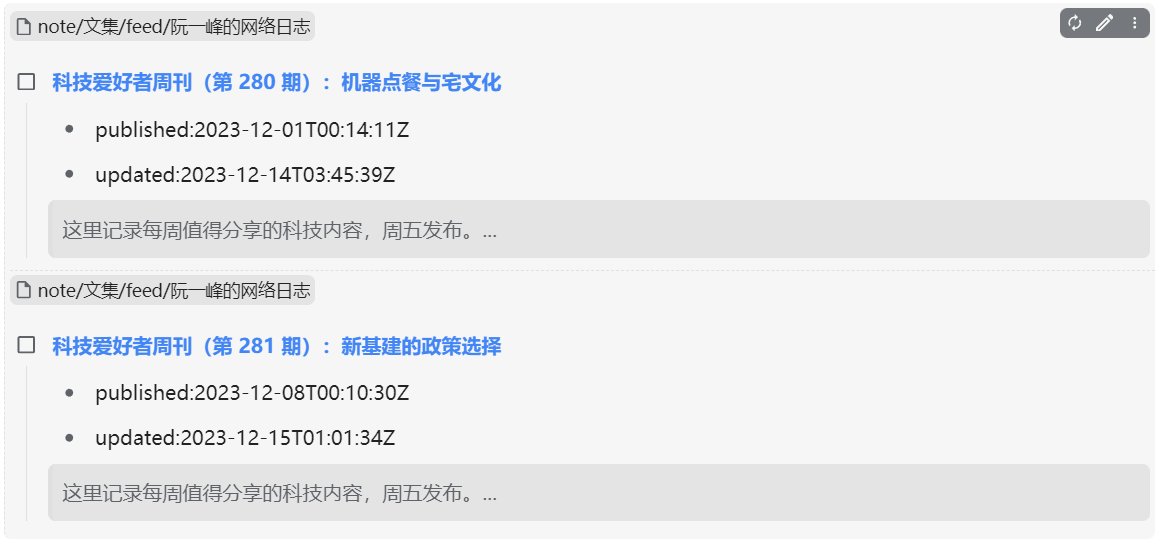 note/文集/feed/阮一峰的网络日志
科技爱好者周刊（第 280 期）：机器点餐与宅文化
published:2023-12-01T00:14:11Z
updated:2023-12-14T03:45:39Z
这里记录每周值得分享的科技内容，周五发布。...
note/文集/feed/阮一峰的网络日志
科技爱好者周刊（第 281 期）：新基建的政策选择
published:2023-12-08T00:10:30Z
updated:2023-12-15T01:01:34Z
这里记录每周值得分享的科技内容，周五发布。...